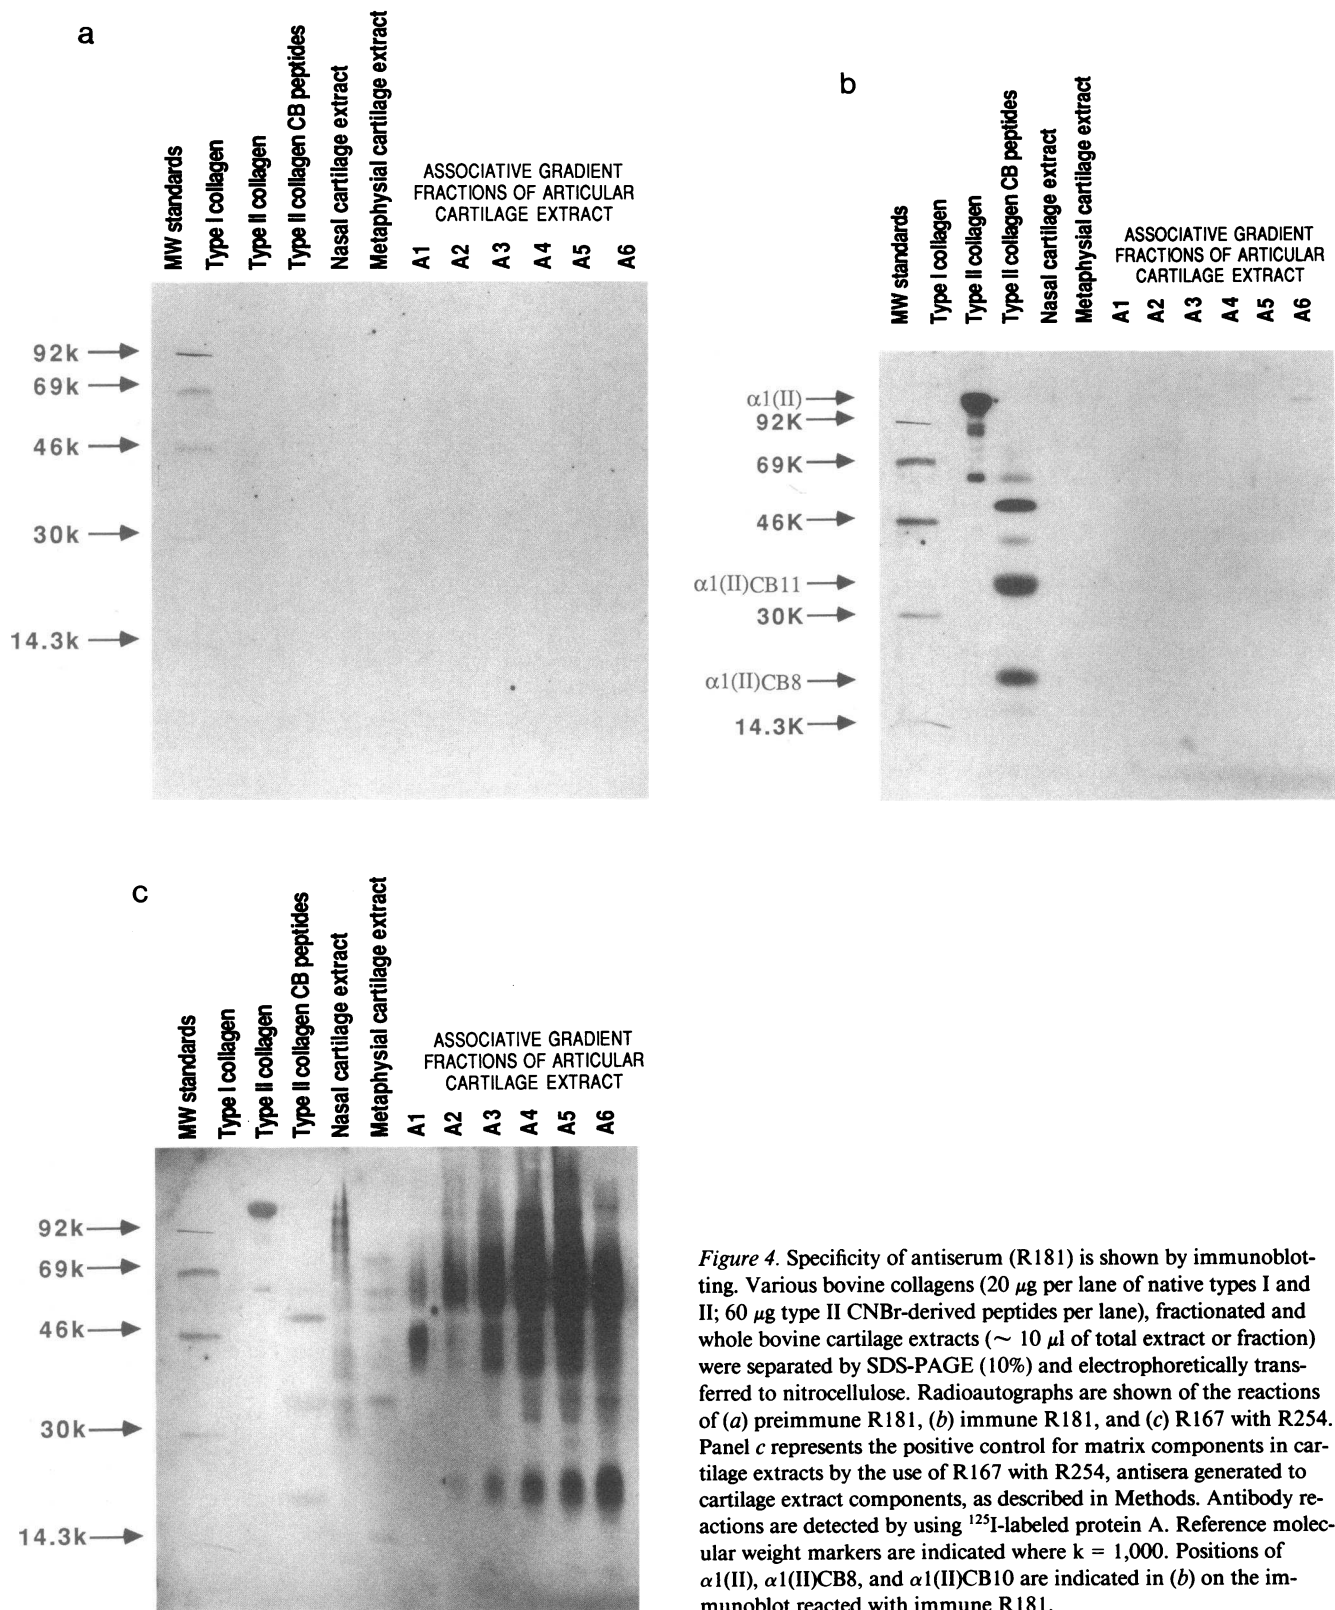 a
MW standards
Type I collagen
Type II collagen
Type II collagen CB peptides
Nasal cartilage extract
Metaphysial cartilage extract
ASSOCIATIVE GRADIENT
FRACTIONS OF ARTICULAR
CARTILAGE EXTRACT
A1 A2 A3 A4 A5 A6
92k
69k
46k
30k
14.3k
b
MW standards
Type I collagen
Type II collagen
Type II collagen CB peptides
Nasal cartilage extract
Metaphysial cartilage extract
ASSOCIATIVE GRADIENT
FRACTIONS OF ARTICULAR
CARTILAGE EXTRACT
A1 A2 A3 A4 A5 A6
α1(II)
92K
69K
46K
α1(II)CB11
30K
α1(II)CB8
14.3K
c
MW standards
Type I collagen
Type II collagen
Type II collagen CB peptides
Nasal cartilage extract
Metaphysial cartilage extract
ASSOCIATIVE GRADIENT
FRACTIONS OF ARTICULAR
CARTILAGE EXTRACT
A1 A2 A3 A4 A5 A6
92k
69k
46k
30k
14.3k
Figure 4. Specificity of antiserum (R181) is shown by immunoblot-
ting. Various bovine collagens (20 μg per lane of native types I and
II; 60 μg type II CNBr-derived peptides per lane), fractionated and
whole bovine cartilage extracts (~ 10 μl of total extract or fraction)
were separated by SDS-PAGE (10%) and electrophoretically trans-
ferred to nitrocellulose. Radioautographs are shown of the reactions
of (a) preimmune R181, (b) immune R181, and (c) R167 with R254.
Panel c represents the positive control for matrix components in car-
tilage extracts by the use of R167 with R254, antisera generated to
cartilage extract components, as described in Methods. Antibody re-
actions are detected by using ¹²⁵I-labeled protein A. Reference molec-
ular weight markers are indicated where k = 1,000. Positions of
α1(II), α1(II)CB8, and α1(II)CB10 are indicated in (b) on the im-
munoblot reacted with immune R181.